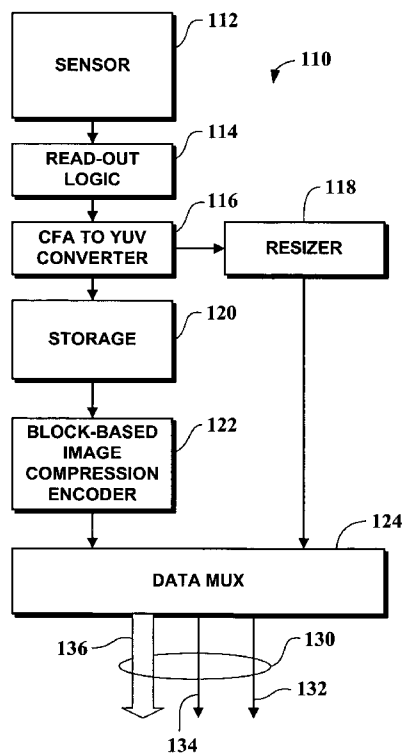 112
SENSOR
110
114
READ-OUT
LOGIC
116
118
CFA TO YUV
CONVERTER
RESIZER
120
STORAGE
122
BLOCK-BASED
IMAGE
COMPRESSION
ENCODER
124
DATA MUX
136
130
132
134